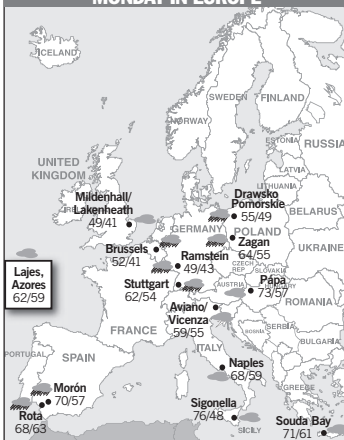 MONDAY IN EUROPE
ICELAND
SWEDEN
FINLAND
NORWAY
ESTONIA
RUSSIA
LATVIA
LITHUANIA
UNITED
KINGDOM
Mildenhall/
Lakenheath
49/41
Drawsko
Pomorskie
55/49
BELARUS
GERMANY
POLAND
Zagan
64/55
Brussels
52/41
Ramstein
49/43
UKRAINE
CZECH
REP
SLOVAKIA
Lajes,
Azores
62/59
Stuttgart
62/54
AUSTRIA
Pápa
73/57
HUNGARY
ROMANIA
Aviano/
Vicenza
59/55
FRANCE
BOSNIA
SERBIA
BULGARIA
ITALY
PORTUGAL
SPAIN
Naples
68/59
Morón
70/57
GREECE
Rota
68/63
Sigonella
76/48
SICILY
Souda Bay
71/61